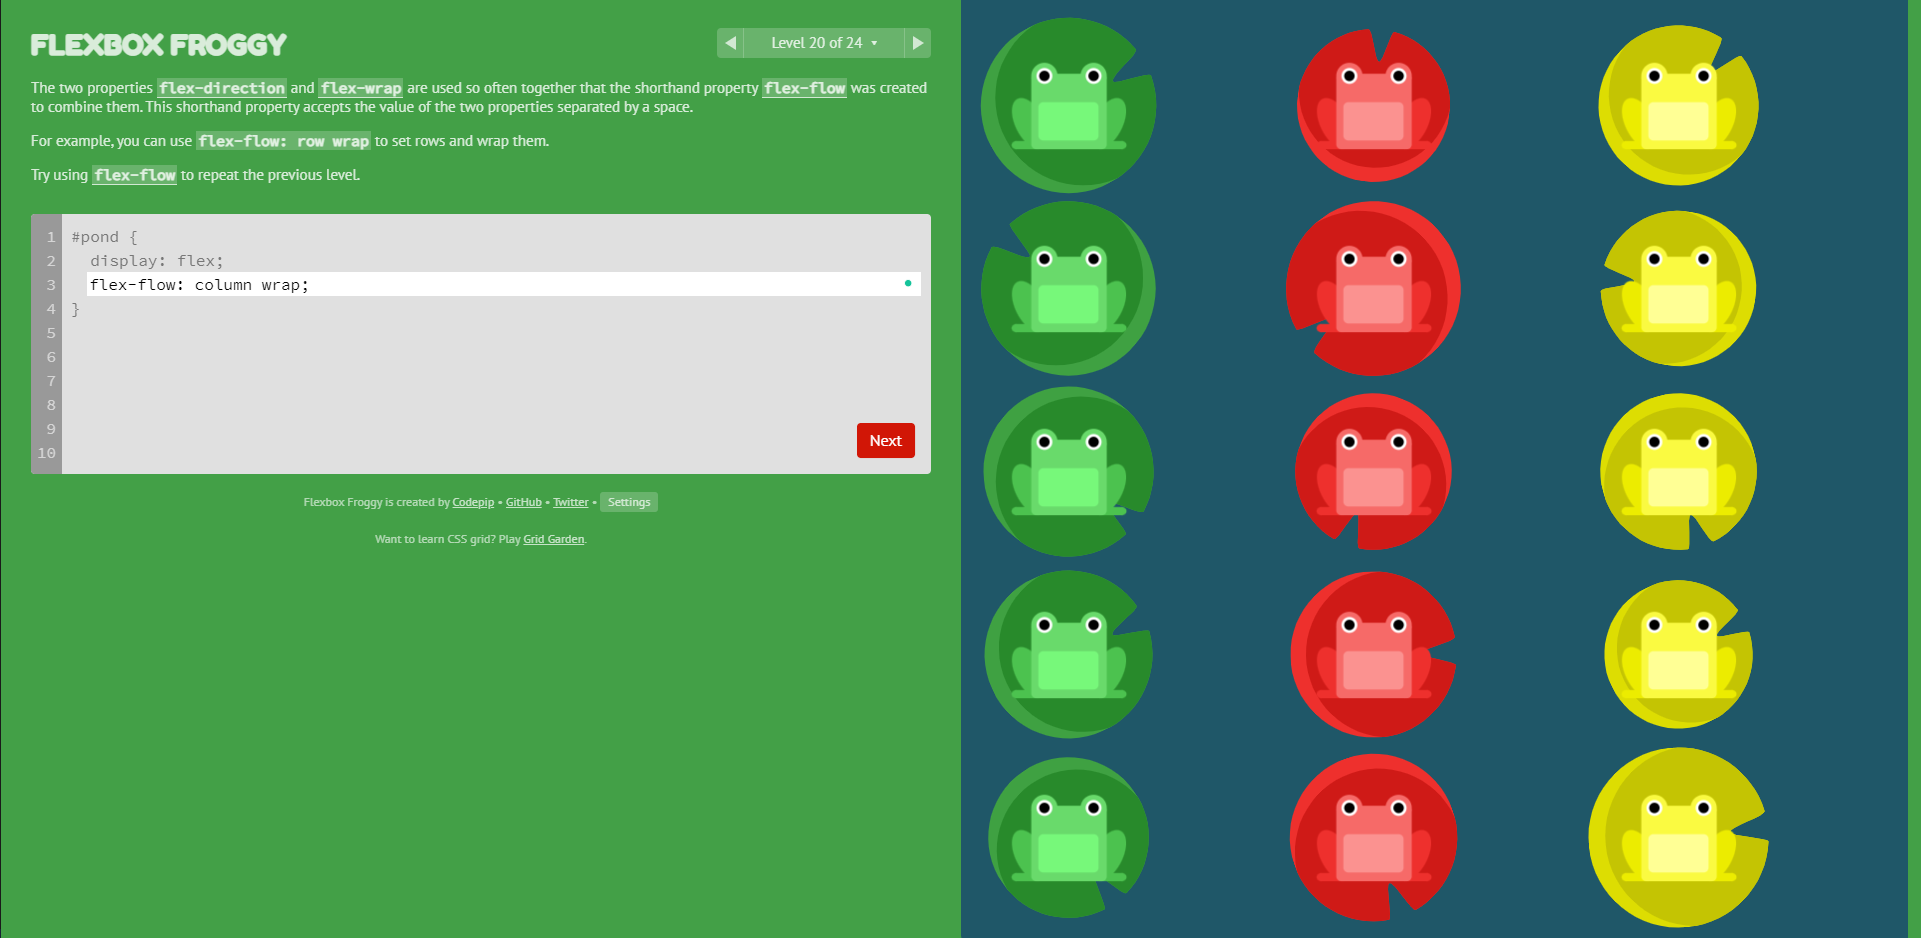 FLEXBOX FROGGY
Level 20 of 24
The two properties flex-direction and flex-wrap are used so often together that the shorthand property flex-flow was created
to combine them. This shorthand property accepts the value of the two properties separated by a space.
For example, you can use flex-flow: row wrap to set rows and wrap them.
Try using flex-flow to repeat the previous level.
1 #pond {
2 display: flex;
3 flex-flow: column wrap;
4 }
5
6
7
8
9
10
Next
Flexbox Froggy is created by Codepip • GitHub • Twitter • Settings
Want to learn CSS grid? Play Grid Garden.